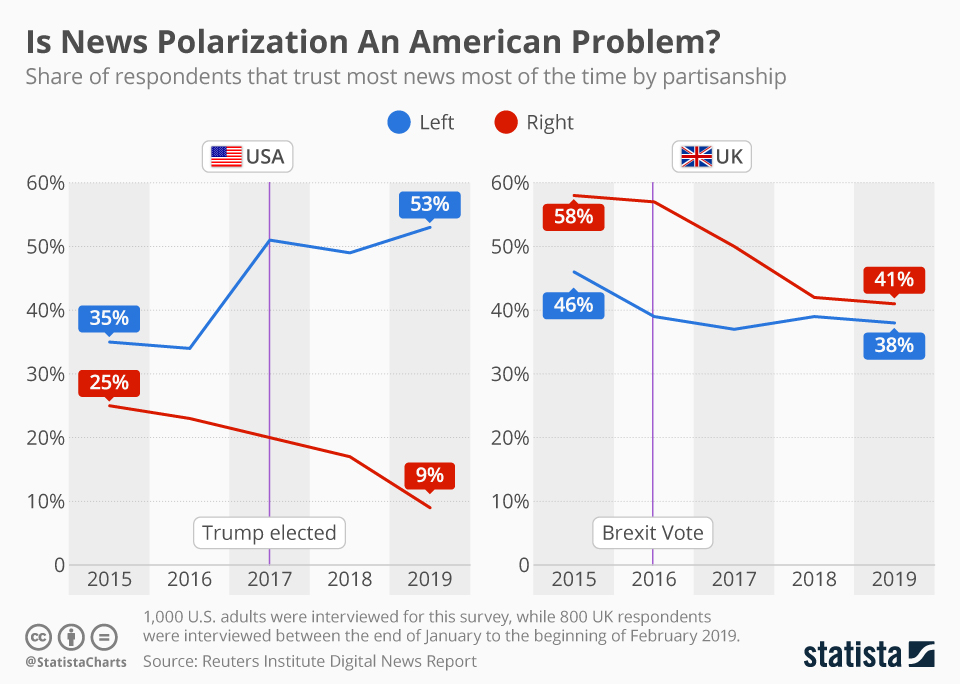 Is News Polarization An American Problem?
Share of respondents that trust most news most of the time by partisanship
Left Right
USA
60%
50%
40%
30%
20%
10%
0
35%
25%
53%
9%
Trump elected
2015 2016 2017 2018 2019
UK
60%
50%
40%
30%
20%
10%
0
58%
46%
41%
38%
Brexit Vote
2015 2016 2017 2018 2019
1,000 U.S. adults were interviewed for this survey, while 800 UK respondents
were interviewed between the end of January to the beginning of February 2019.
cc
@StatistaCharts
Source: Reuters Institute Digital News Report
statista